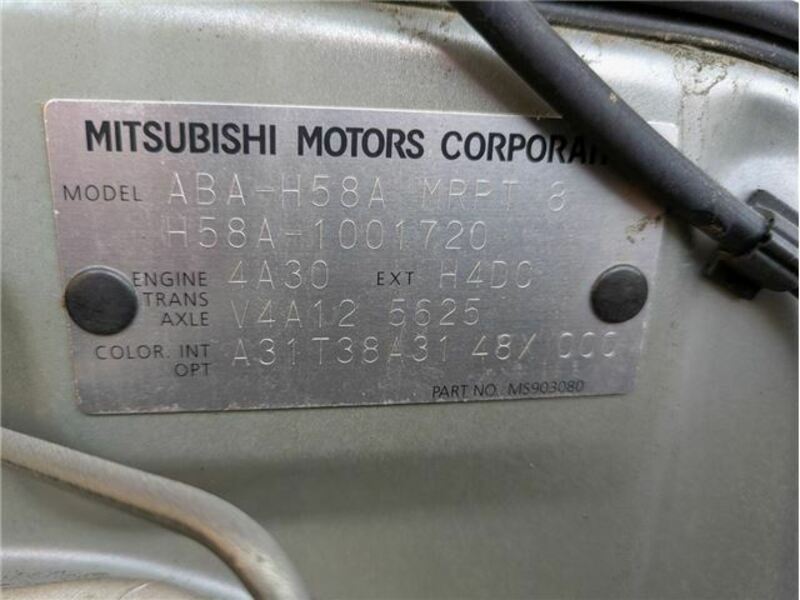 MITSUBISHI MOTORS CORPORAT
MODEL ABA-H58A MRPT 8
H58A-1001720
ENGINE 4A30 EXT H4DC
TRANS
AXLE V4A12 5625
COLOR. INT A31T38A31 48X 000
OPT
PART NO. MS903080